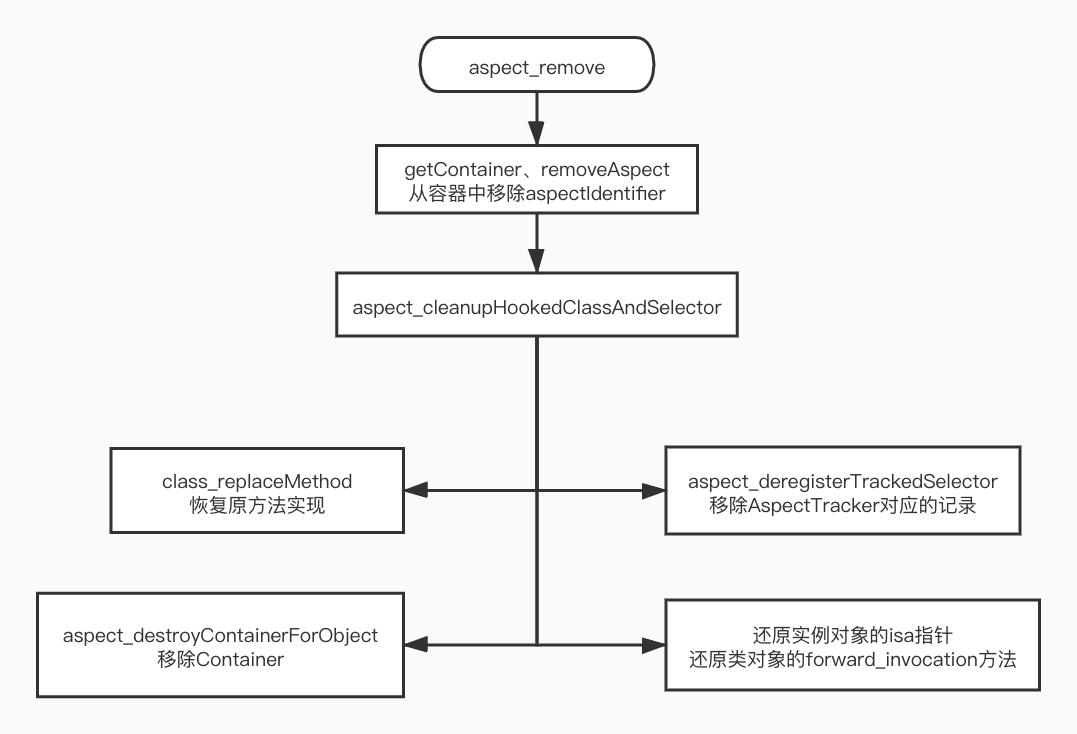 aspect_remove
getContainer、removeAspect
从容器中移除aspectIdentifier
aspect_cleanupHookedClassAndSelector
class_replaceMethod
恢复原方法实现
aspect_deregisterTrackedSelector
移除AspectTracker对应的记录
aspect_destroyContainerForObject
移除Container
还原实例对象的isa指针
还原类对象的forward_invocation方法